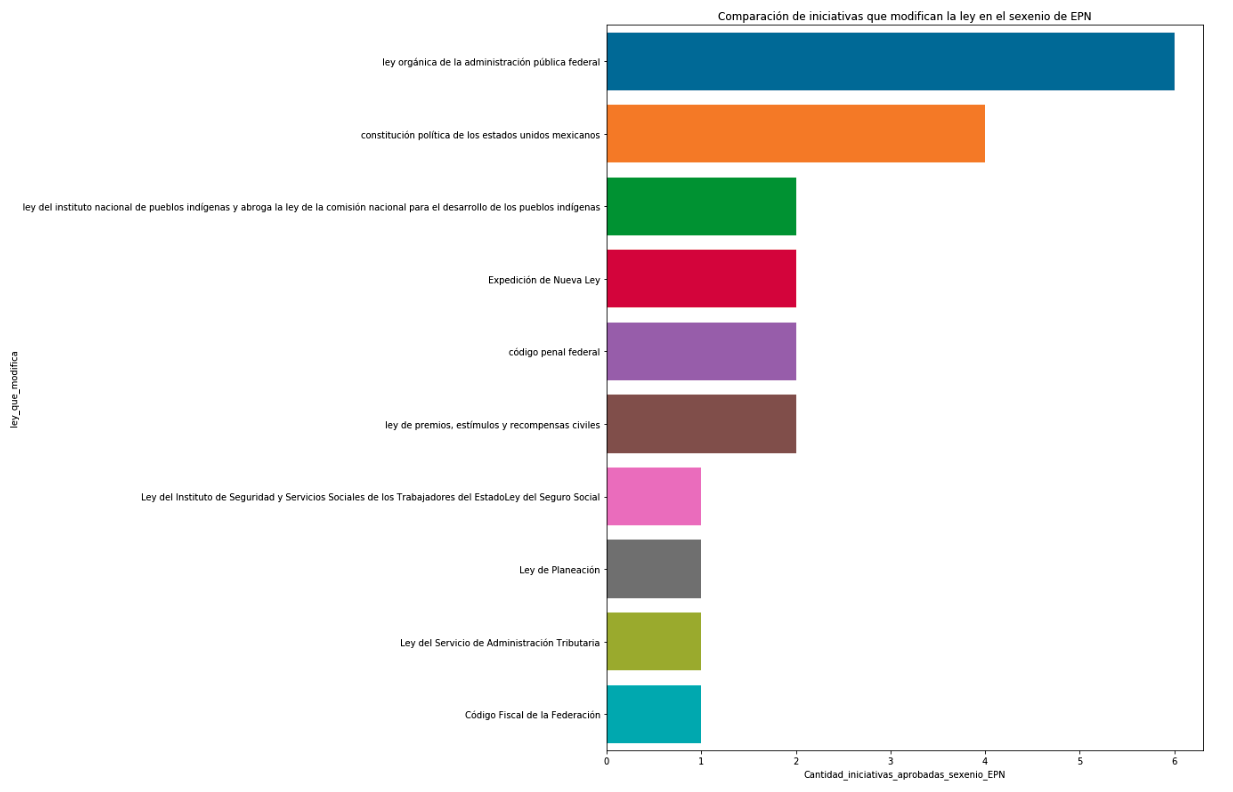 Comparación de iniciativas que modifican la ley en el sexenio de EPN
ley_que_modifica
ley orgánica de la administración pública federal
constitución política de los estados unidos mexicanos
ley del instituto nacional de pueblos indígenas y abroga la ley de la comisión nacional para el desarrollo de los pueblos indígenas
Expedición de Nueva Ley
código penal federal
ley de premios, estímulos y recompensas civiles
Ley del Instituto de Seguridad y Servicios Sociales de los Trabajadores del EstadoLey del Seguro Social
Ley de Planeación
Ley del Servicio de Administración Tributaria
Código Fiscal de la Federación
0 1 2 3 4 5 6
Cantidad_iniciativas_aprobadas_sexenio_EPN